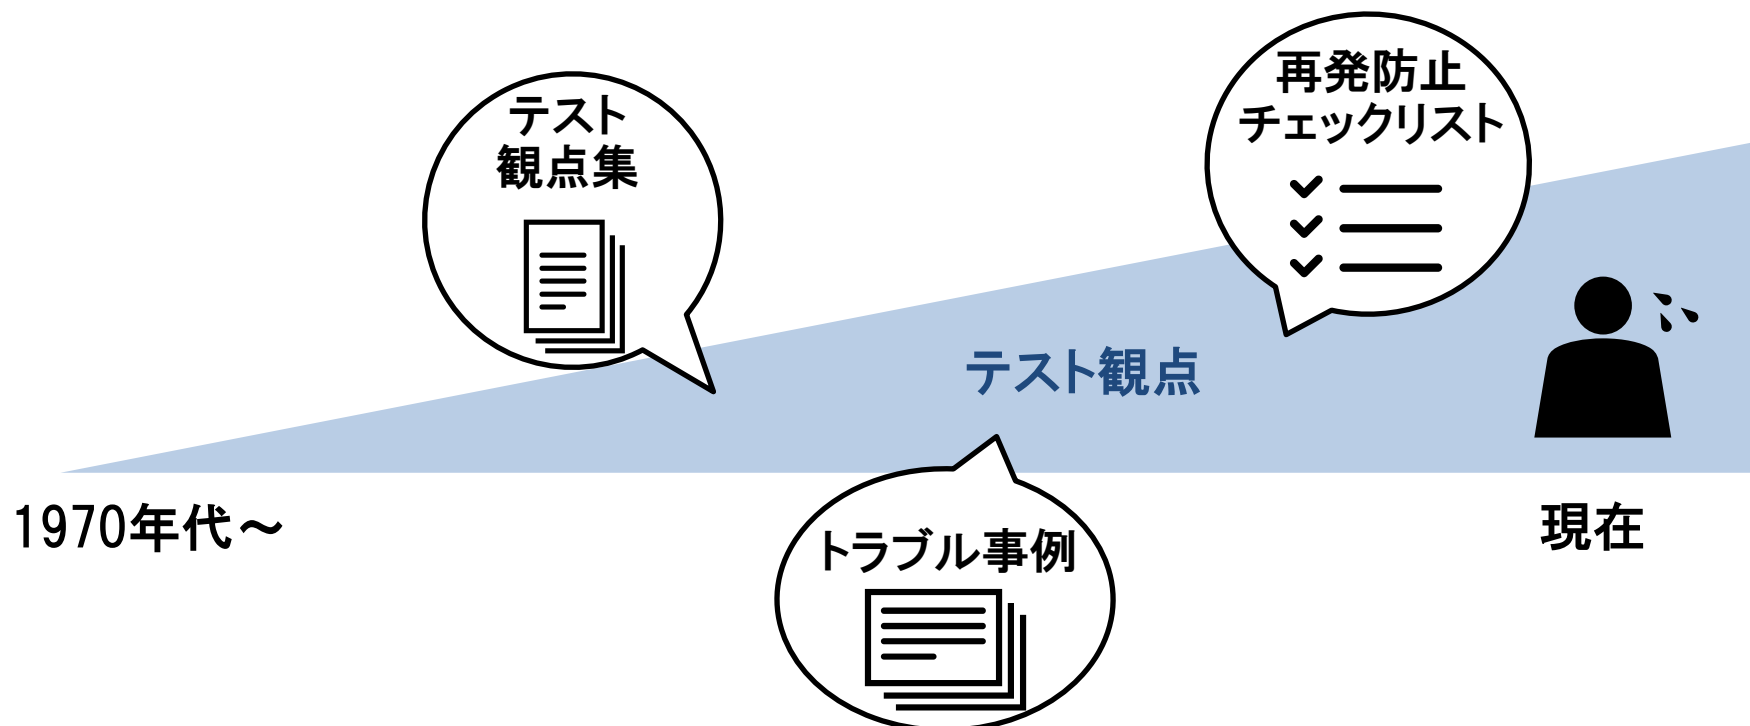 テスト
観点集
再発防止
チェックリスト
テスト観点
1970年代～
現在
トラブル事例